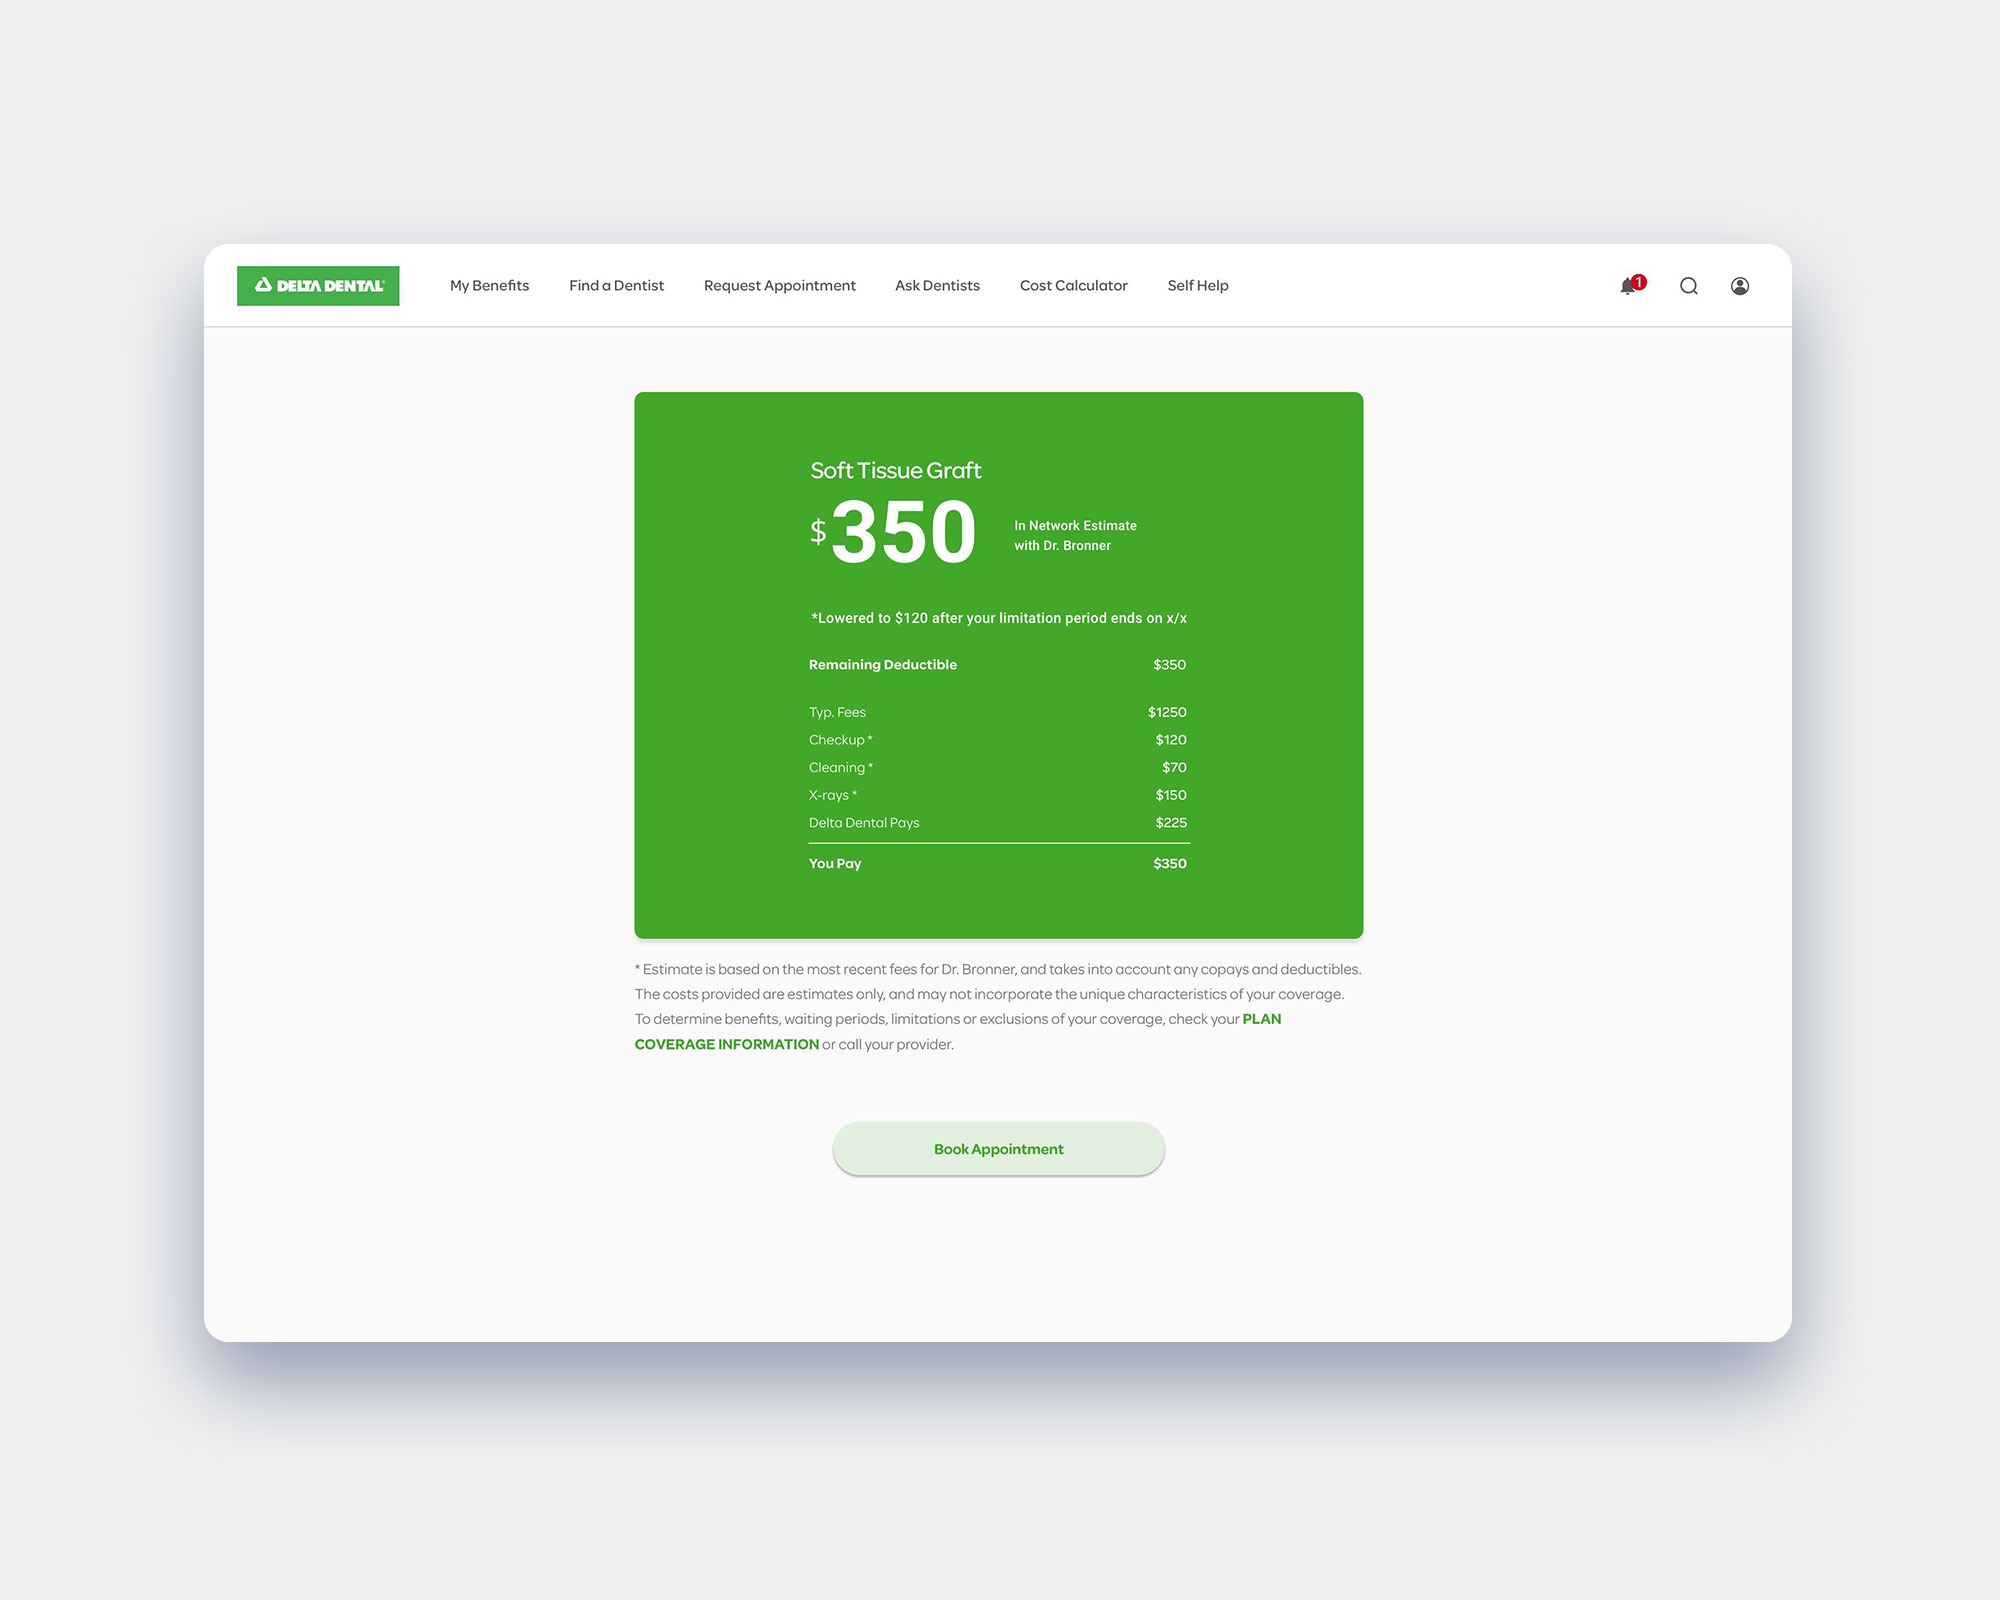 DELTA DENTAL
My Benefits
Find a Dentist
Request Appointment
Ask Dentists
Cost Calculator
Self Help
1
Soft Tissue Graft
$350
In Network Estimate
with Dr. Bronner
*Lowered to $120 after your limitation period ends on x/x
Remaining Deductible $350
Typ. Fees $1250
Checkup * $120
Cleaning * $70
X-rays * $150
Delta Dental Pays $225
You Pay $350
* Estimate is based on the most recent fees for Dr. Bronner, and takes into account any copays and deductibles.
The costs provided are estimates only, and may not incorporate the unique characteristics of your coverage.
To determine benefits, waiting periods, limitations or exclusions of your coverage, check your PLAN
COVERAGE INFORMATION or call your provider.
Book Appointment